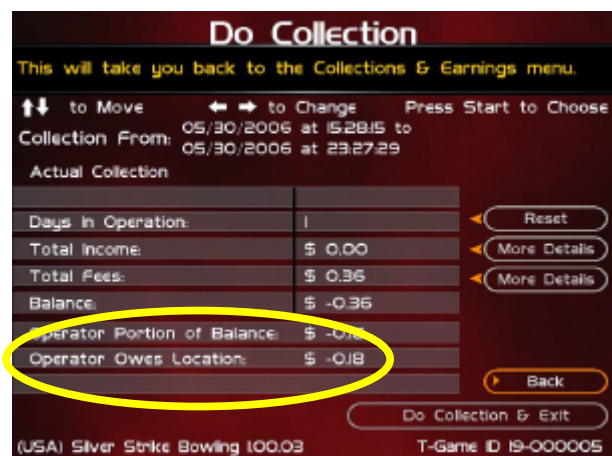 Do Collection
This will take you back to the Collections & Earnings menu.
to Move to Change Press Start to Choose
Collection From: 05/30/2006 at 15:28:15 to
05/30/2006 at 23:27:29
Actual Collection
Days In Operation: 1 Reset
Total Income: $ 0.00 More Details
Total Fees: $ 0.36 More Details
Balance: $ -0.36
Operator Portion of Balance: $ -0.18
Operator Owes Location: $ -0.18
Back
Do Collection & Exit
(USA) Silver Strike Bowling 1.00.03 T-Game ID 19-000005